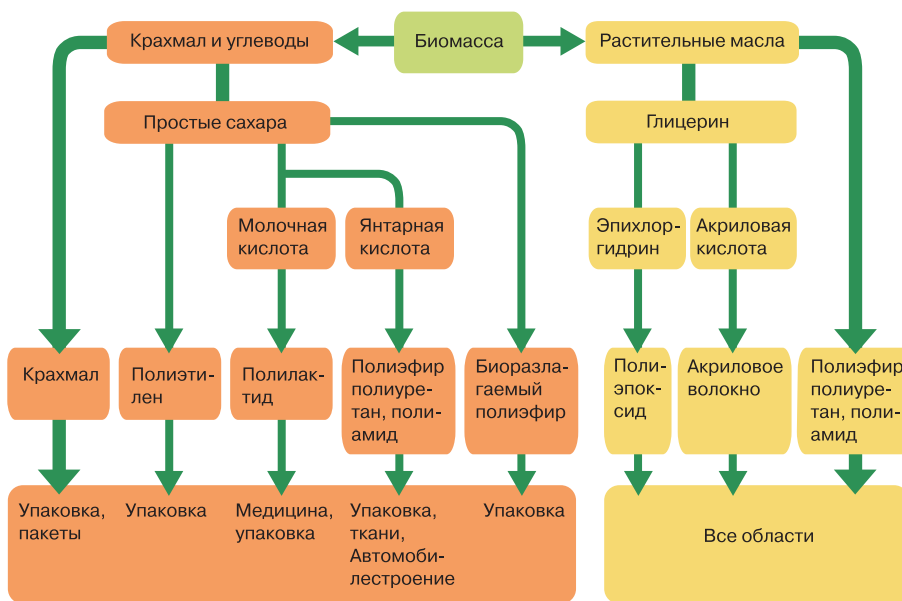 Крахмал и углеводы
Биомасса
Растительные масла
Простые сахара
Глицерин
Молочная
кислота
Янтарная
кислота
Эпихлор-
гидрин
Акриловая
кислота
Крахмал
Полиэти-
лен
Полилак-
тид
Полиэфир
полиуре-
тан, поли-
амид
Биоразла-
гаемый
полиэфир
Поли-
эпок-
сид
Акриловое
волокно
Полиэфир
полиуре-
тан, поли-
амид
Упаковка,
пакеты
Упаковка
Медицина,
упаковка
Упаковка,
ткани,
Автомоби-
лестроение
Упаковка
Все области